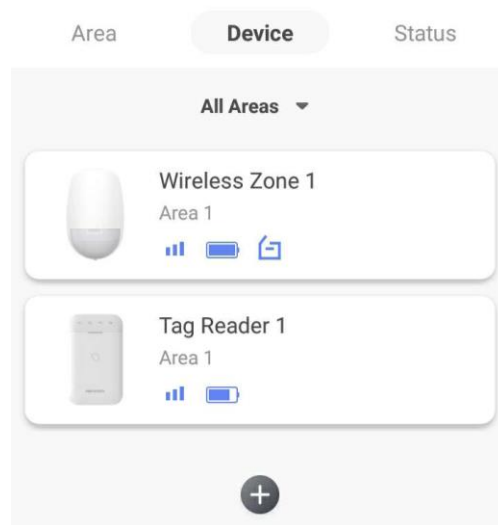 Area Device Status
All Areas
Wireless Zone 1
Area 1
Tag Reader 1
Area 1